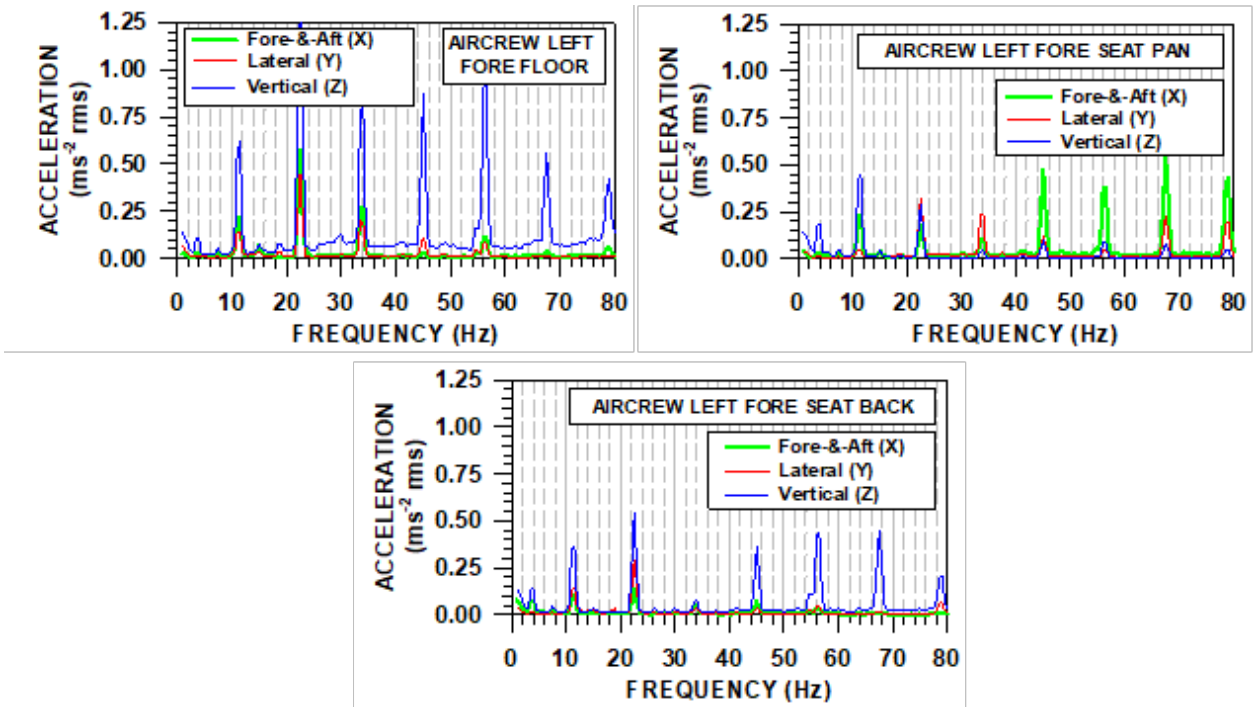 1.25
1.00
0.75
0.50
0.25
0.00
ACCELERATION
(ms-2 rms)
Fore-&-Aft (X)
Lateral (Y)
Vertical (Z)
AIRCREW LEFT
FORE FLOOR
0 10 20 30 40 50 60 70 80
FREQUENCY (Hz)
1.25
1.00
0.75
0.50
0.25
0.00
ACCELERATION
(ms-2 rms)
AIRCREW LEFT FORE SEAT PAN
Fore-&-Aft (X)
Lateral (Y)
Vertical (Z)
0 10 20 30 40 50 60 70 80
FREQUENCY (Hz)
1.25
1.00
0.75
0.50
0.25
0.00
ACCELERATION
(ms-2 rms)
AIRCREW LEFT FORE SEAT BACK
Fore-&-Aft (X)
Lateral (Y)
Vertical (Z)
0 10 20 30 40 50 60 70 80
FREQUENCY (Hz)